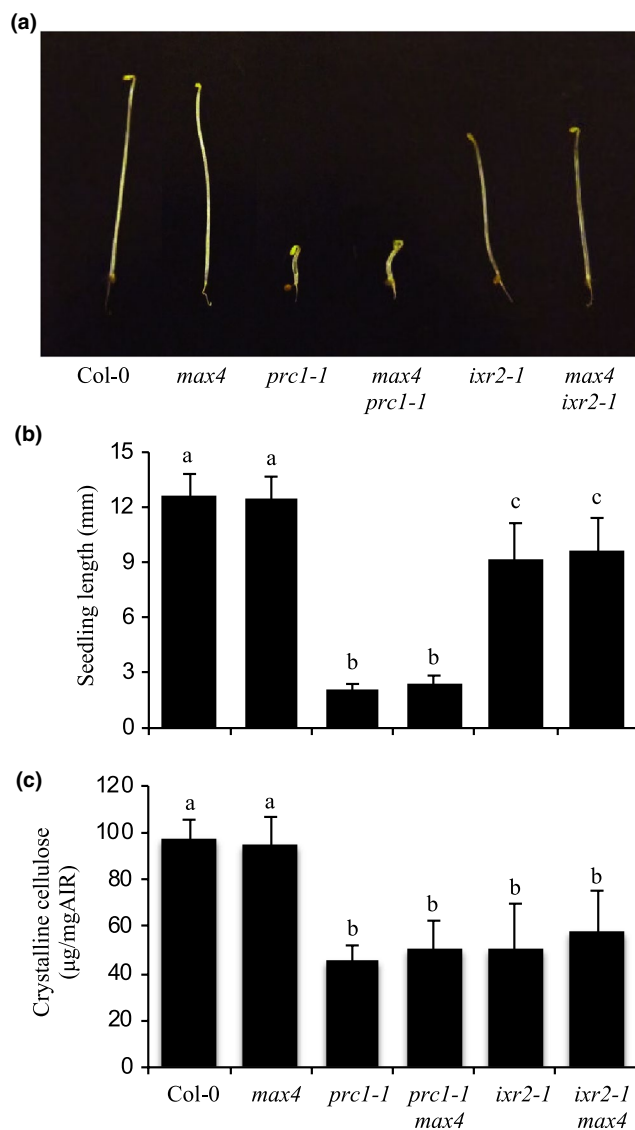 (a)
Col-0 max4 prc1-1 max4 ixr2-1 max4
prc1-1 ixr2-1
(b)
Seedling length (mm)
15
12
9
6
3
0
a a b b c c
(c)
Crystalline cellulose
(µg/mgAIR)
120
100
80
60
40
20
0
a a b b b b
Col-0 max4 prc1-1 prc1-1 ixr2-1 ixr2-1
max4 max4